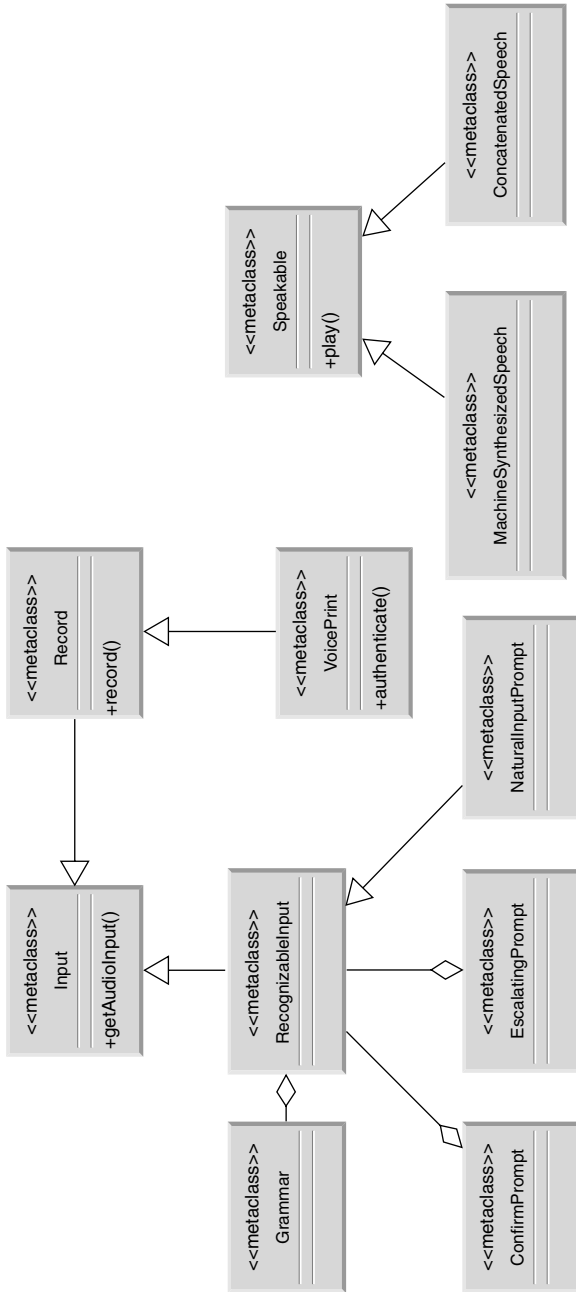 <<metaclass>>
Input
+getAudioInput()
<<metaclass>>
Record
+record()
<<metaclass>>
Grammar
<<metaclass>>
RecognizableInput
<<metaclass>>
VoicePrint
+authenticate()
<<metaclass>>
Speakable
+play()
<<metaclass>>
ConfirmPrompt
<<metaclass>>
EscalatingPrompt
<<metaclass>>
NaturalInputPrompt
<<metaclass>>
MachineSynthesizedSpeech
<<metaclass>>
ConcatenatedSpeech